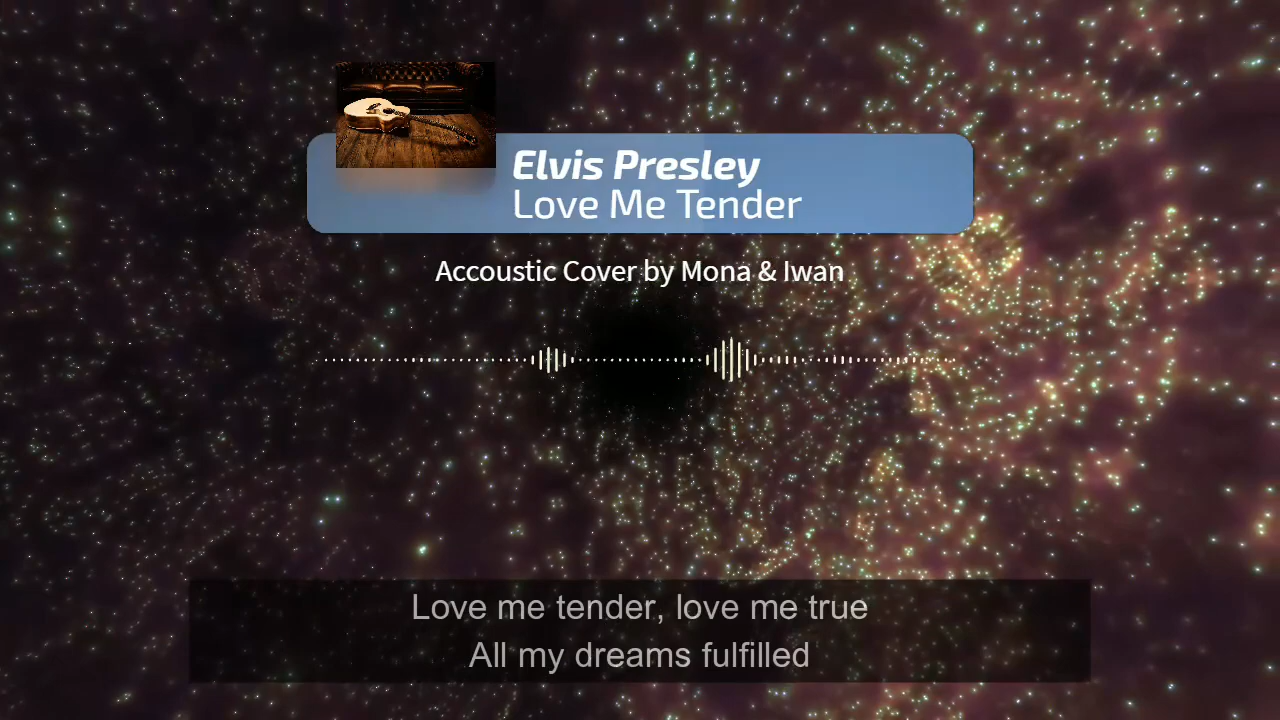 Elvis Presley
Love Me Tender
Accoustic Cover by Mona & Iwan
Love me tender, love me true
All my dreams fulfilled